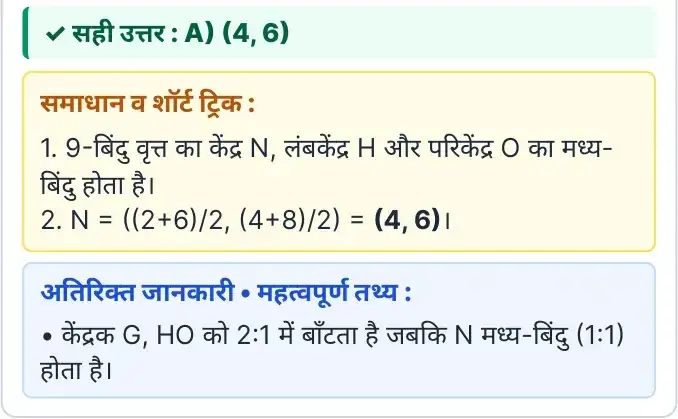 ✓ सही उत्तर : A) (4, 6)
समाधान व शॉर्ट ट्रिक :
1. 9-बिंदु वृत्त का केंद्र N, लंबकेंद्र H और परिकेंद्र O का मध्य-
बिंदु होता है।
2. N = ((2+6)/2, (4+8)/2) = (4, 6)।
अतिरिक्त जानकारी • महत्वपूर्ण तथ्य :
• केंद्रक G, HO को 2:1 में बाँटता है जबकि N मध्य-बिंदु (1:1)
होता है।